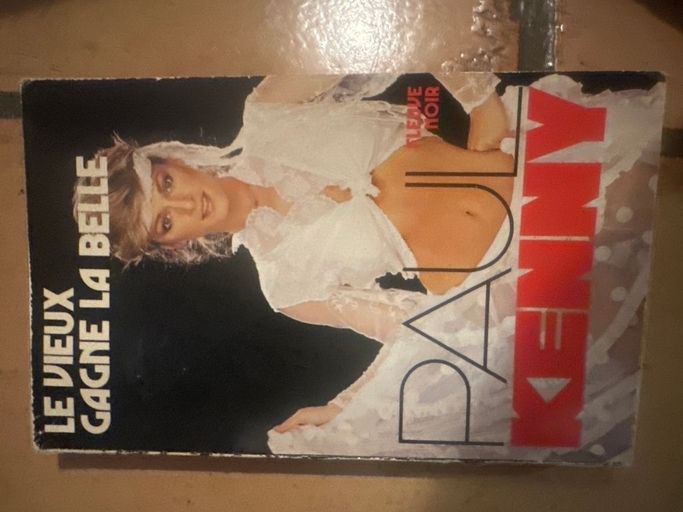 LE VIEUX
GAGNE LA BELLE
FLEUVE
NOIR
PAUL
KENNY